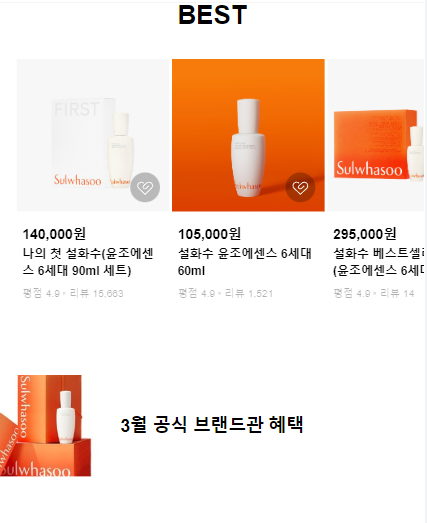 BEST
FIRST
Sulwhasoo
Sulwhasoo
140,000원
나의 첫 설화수(윤조에센
스 6세대 90ml 세트)
평점 4.9 · 리뷰 15,663
105,000원
설화수 윤조에센스 6세대
60ml
평점 4.9 · 리뷰 1,521
295,000원
설화수 베스트셀
(윤조에센스 6세
평점 4.9 · 리뷰 14
Sulwhasoo
Sulwhasoo
3월 공식 브랜드관 혜택